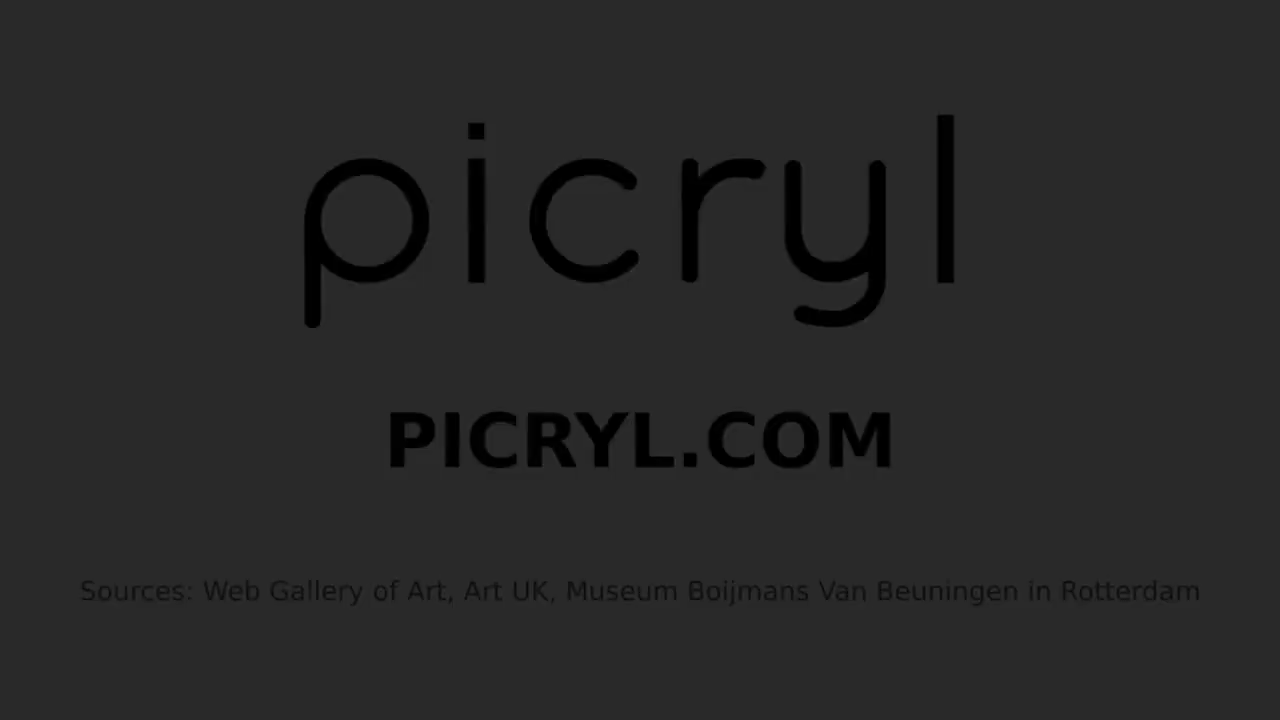 picryl
PICRYL.COM
Sources: Web Gallery of Art, Art UK, Museum Boijmans Van Beuningen in Rotterdam